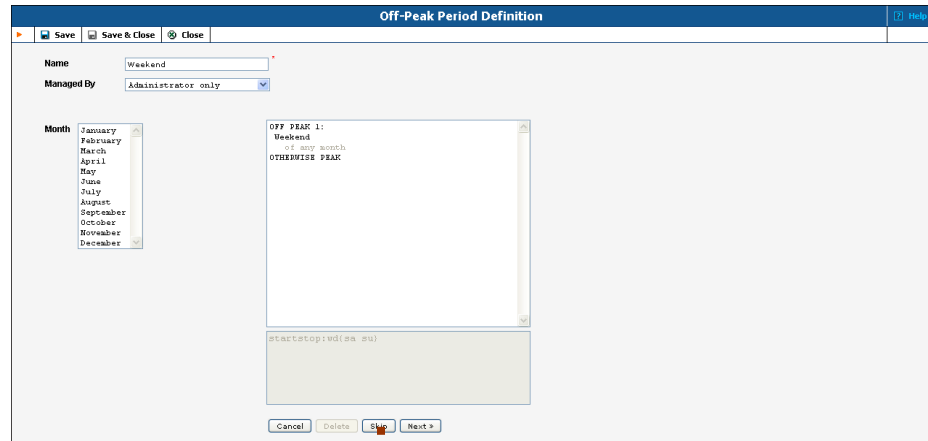 Off-Peak Period Definition
Help
Save
Save & Close
Close
Name
Weekend
*
Managed By
Administrator only
Month
January
February
March
April
May
June
July
August
September
October
November
December
OFF PEAK 1:
Weekend
of any month
OTHERWISE PEAK
startstop:wd(sa su)
Cancel
Delete
Skip
Next »